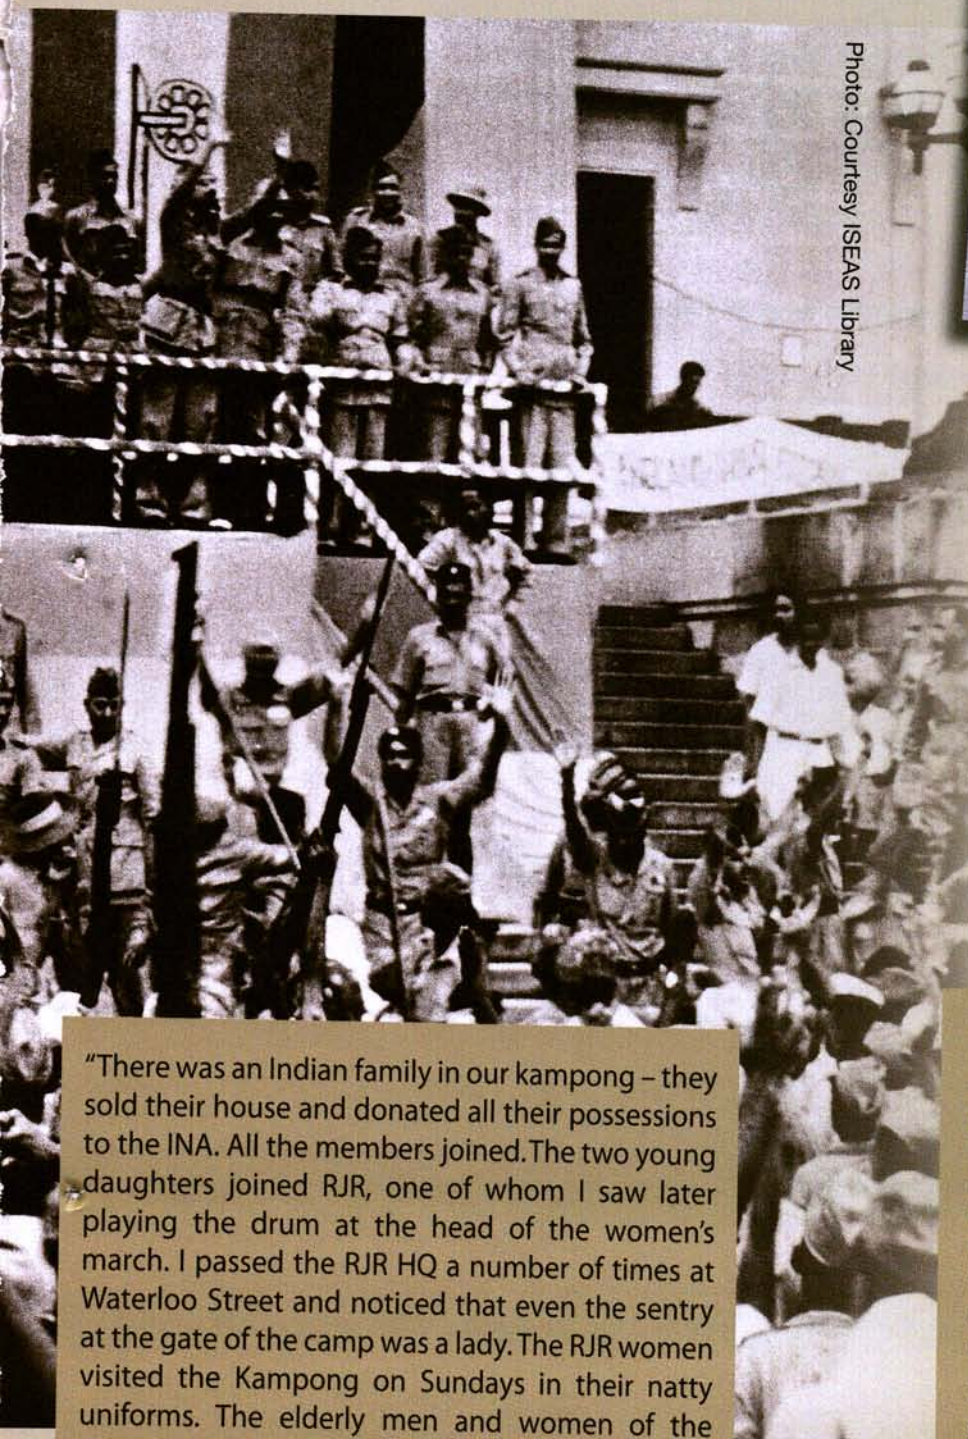 Photo: Courtesy ISEAS Library
“There was an Indian family in our kampong – they
sold their house and donated all their possessions
to the INA. All the members joined. The two young
daughters joined RJR, one of whom I saw later
playing the drum at the head of the women’s
march. I passed the RJR HQ a number of times at
Waterloo Street and noticed that even the sentry
at the gate of the camp was a lady. The RJR women
visited the Kampong on Sundays in their natty
uniforms. The elderly men and women of the